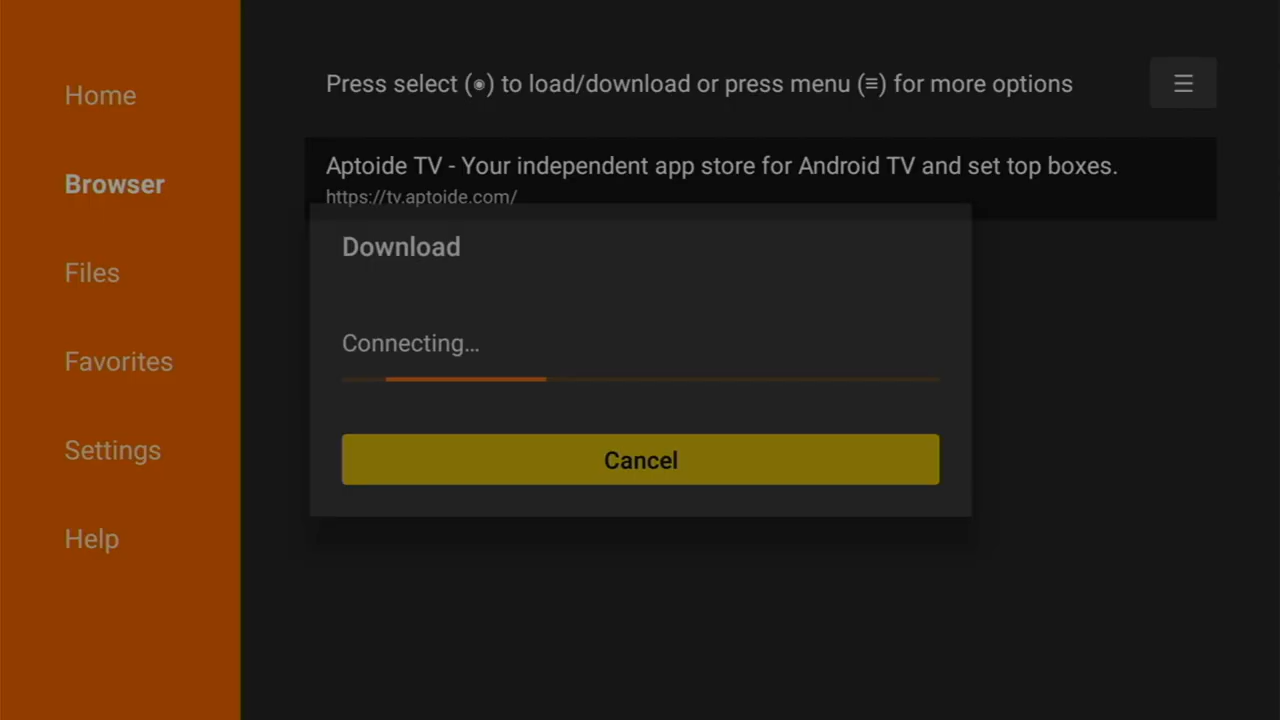 Home
Browser
Files
Favorites
Settings
Help
Press select (◉) to load/download or press menu (≡) for more options
Aptoide TV - Your independent app store for Android TV and set top boxes.
https://tv.aptoide.com/
Download
Connecting…
Cancel